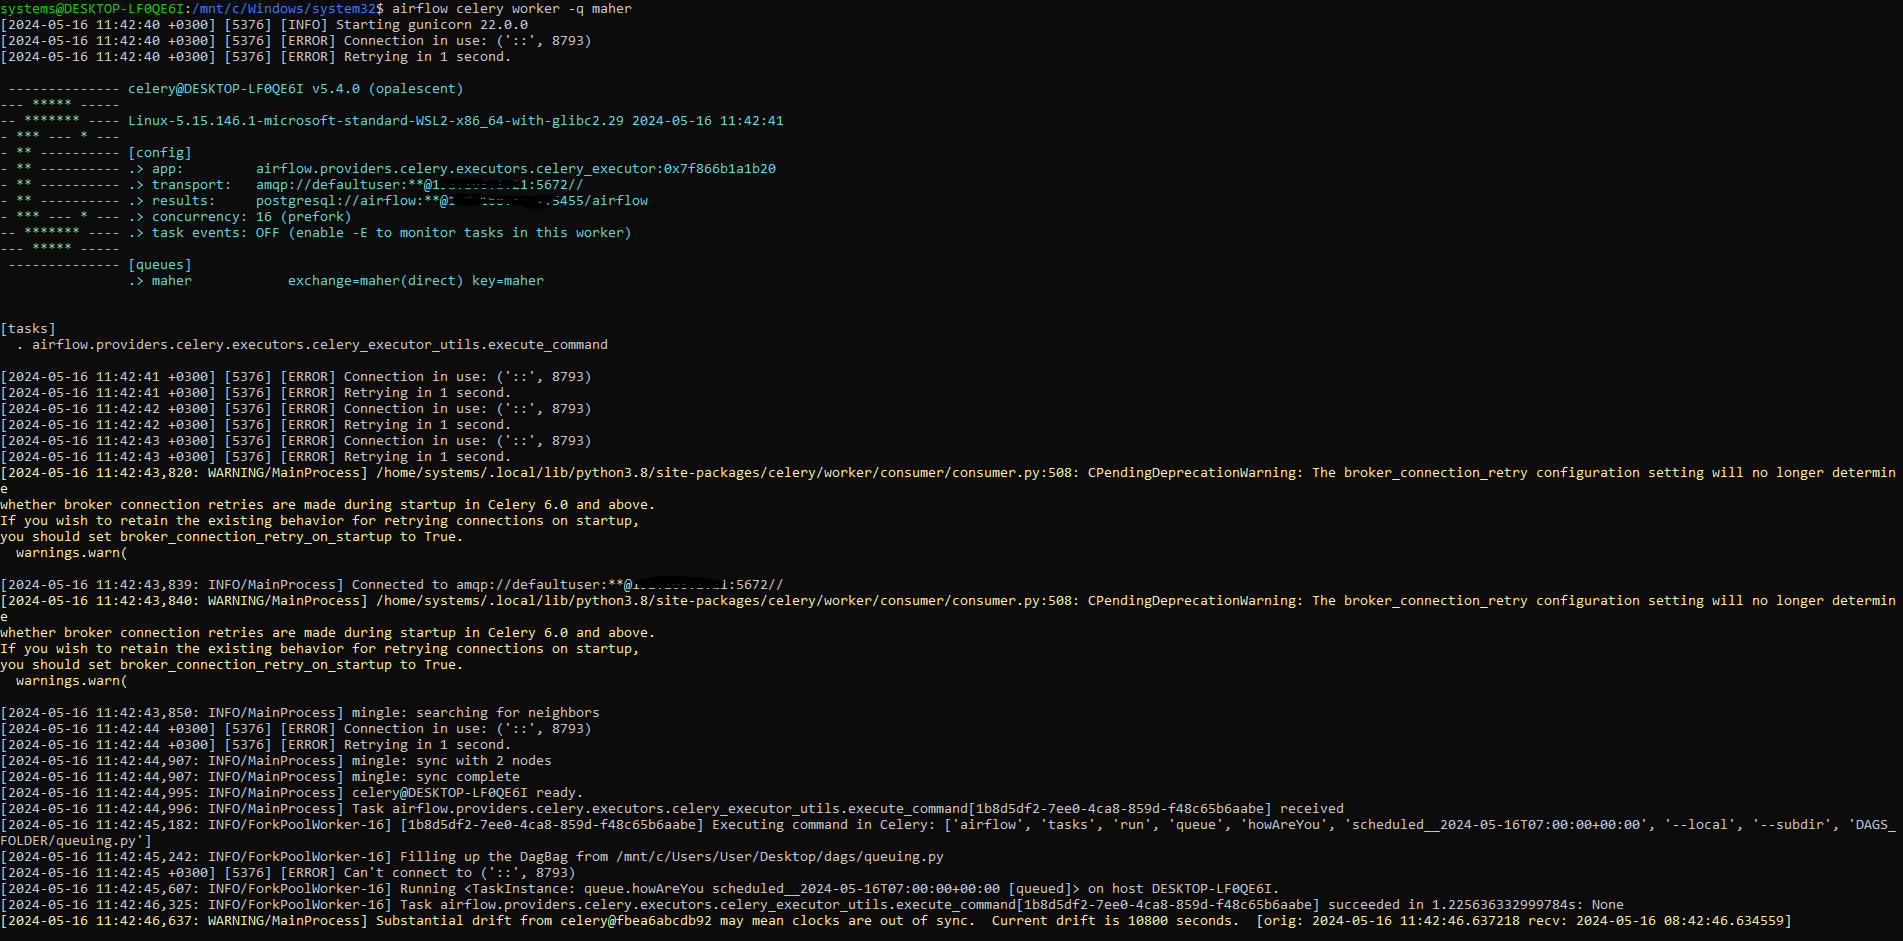 systems@DESKTOP-LF0QE6I:/mnt/c/Windows/system32$ airflow celery worker -q maher
[2024-05-16 11:42:40 +0300] [5376] [INFO] Starting gunicorn 22.0.0
[2024-05-16 11:42:40 +0300] [5376] [ERROR] Connection in use: ('::', 8793)
[2024-05-16 11:42:40 +0300] [5376] [ERROR] Retrying in 1 second.
 -------------- celery@DESKTOP-LF0QE6I v5.4.0 (opalescent)
--- ***** -----
-- ******* ---- Linux-5.15.146.1-microsoft-standard-WSL2-x86_64-with-glibc2.29 2024-05-16 11:42:41
- *** --- * ---
- ** ---------- [config]
- ** ---------- .> app:         airflow.providers.celery.executors.celery_executor:0x7f866b1a1b20
- ** ---------- .> transport:   amqp://defaultuser:**@1 1:5672//
- ** ---------- .> results:     postgresql://airflow:**@ .5455/airflow
- *** --- * --- .> concurrency: 16 (prefork)
-- ******* ---- .> task events: OFF (enable -E to monitor tasks in this worker)
--- ***** -----
 -------------- [queues]
                .> maher            exchange=maher(direct) key=maher
[tasks]
  . airflow.providers.celery.executors.celery_executor_utils.execute_command
[2024-05-16 11:42:41 +0300] [5376] [ERROR] Connection in use: ('::', 8793)
[2024-05-16 11:42:41 +0300] [5376] [ERROR] Retrying in 1 second.
[2024-05-16 11:42:42 +0300] [5376] [ERROR] Connection in use: ('::', 8793)
[2024-05-16 11:42:42 +0300] [5376] [ERROR] Retrying in 1 second.
[2024-05-16 11:42:43 +0300] [5376] [ERROR] Connection in use: ('::', 8793)
[2024-05-16 11:42:43 +0300] [5376] [ERROR] Retrying in 1 second.
[2024-05-16 11:42:43,820: WARNING/MainProcess] /home/systems/.local/lib/python3.8/site-packages/celery/worker/consumer/consumer.py:508: CPendingDeprecationWarning: The broker_connection_retry configuration setting will no longer determin
e
whether broker connection retries are made during startup in Celery 6.0 and above.
If you wish to retain the existing behavior for retrying connections on startup,
you should set broker_connection_retry_on_startup to True.
  warnings.warn(
[2024-05-16 11:42:43,839: INFO/MainProcess] Connected to amqp://defaultuser:**@ :5672//
[2024-05-16 11:42:43,840: WARNING/MainProcess] /home/systems/.local/lib/python3.8/site-packages/celery/worker/consumer/consumer.py:508: CPendingDeprecationWarning: The broker_connection_retry configuration setting will no longer determin
e
whether broker connection retries are made during startup in Celery 6.0 and above.
If you wish to retain the existing behavior for retrying connections on startup,
you should set broker_connection_retry_on_startup to True.
  warnings.warn(
[2024-05-16 11:42:43,850: INFO/MainProcess] mingle: searching for neighbors
[2024-05-16 11:42:44 +0300] [5376] [ERROR] Connection in use: ('::', 8793)
[2024-05-16 11:42:44 +0300] [5376] [ERROR] Retrying in 1 second.
[2024-05-16 11:42:44,907: INFO/MainProcess] mingle: sync with 2 nodes
[2024-05-16 11:42:44,907: INFO/MainProcess] mingle: sync complete
[2024-05-16 11:42:44,995: INFO/MainProcess] celery@DESKTOP-LF0QE6I ready.
[2024-05-16 11:42:44,996: INFO/MainProcess] Task airflow.providers.celery.executors.celery_executor_utils.execute_command[1b8d5df2-7ee0-4ca8-859d-f48c65b6aabe] received
[2024-05-16 11:42:45,182: INFO/ForkPoolWorker-16] [1b8d5df2-7ee0-4ca8-859d-f48c65b6aabe] Executing command in Celery: ['airflow', 'tasks', 'run', 'queue', 'howAreYou', 'scheduled__2024-05-16T07:00:00+00:00', '--local', '--subdir', 'DAGS_
FOLDER/queuing.py']
[2024-05-16 11:42:45,242: INFO/ForkPoolWorker-16] Filling up the DagBag from /mnt/c/Users/User/Desktop/dags/queuing.py
[2024-05-16 11:42:45 +0300] [5376] [ERROR] Can't connect to ('::', 8793)
[2024-05-16 11:42:45,607: INFO/ForkPoolWorker-16] Running <TaskInstance: queue.howAreYou scheduled__2024-05-16T07:00:00+00:00 [queued]> on host DESKTOP-LF0QE6I.
[2024-05-16 11:42:46,325: INFO/ForkPoolWorker-16] Task airflow.providers.celery.executors.celery_executor_utils.execute_command[1b8d5df2-7ee0-4ca8-859d-f48c65b6aabe] succeeded in 1.225636332999784s: None
[2024-05-16 11:42:46,637: WARNING/MainProcess] Substantial drift from celery@fbea6abcdb92 may mean clocks are out of sync.  Current drift is 10800 seconds.  [orig: 2024-05-16 11:42:46.637218 recv: 2024-05-16 08:42:46.634559]